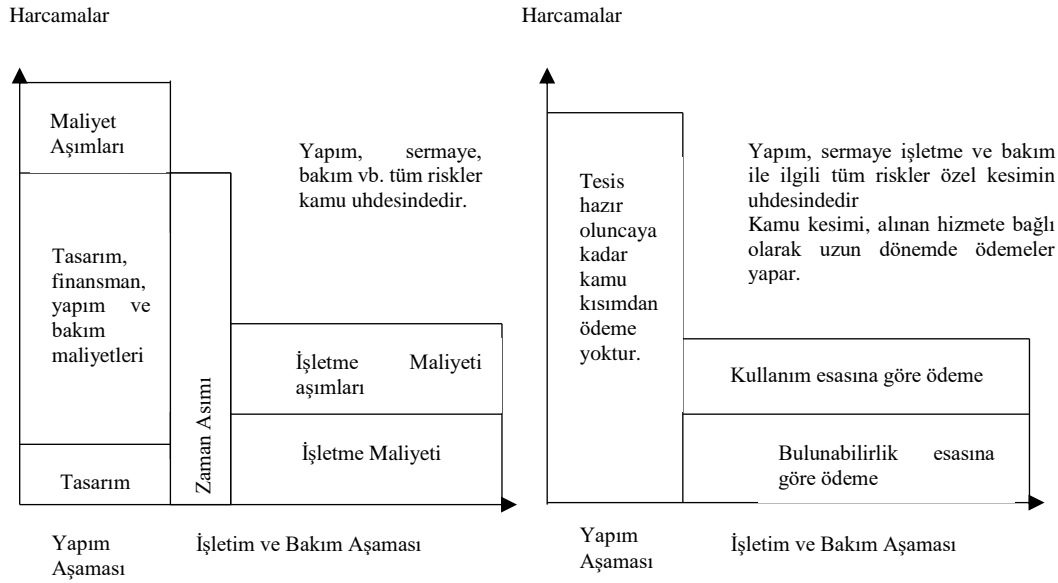 Harcamalar
Maliyet
Aşımları
Tasarım,
finansman,
yapım ve
bakım
maliyetleri
Tasarım
Zaman Asımı
Yapım, sermaye,
bakım vb. tüm riskler
kamu uhdesindedir.
İşletme Maliyeti
aşımları
İşletme Maliyeti
Yapım
Aşaması
İşletim ve Bakım Aşaması
Harcamalar
Tesis
hazır
oluncaya
kadar
kamu
kısımdan
ödeme
yoktur.
Yapım, sermaye işletme ve bakım
ile ilgili tüm riskler özel kesimin
uhdesindedir
Kamu kesimi, alınan hizmete bağlı
olarak uzun dönemde ödemeler
yapar.
Kullanım esasına göre ödeme
Bulunabilirlik esasına
göre ödeme
Yapım
Aşaması
İşletim ve Bakım Aşaması